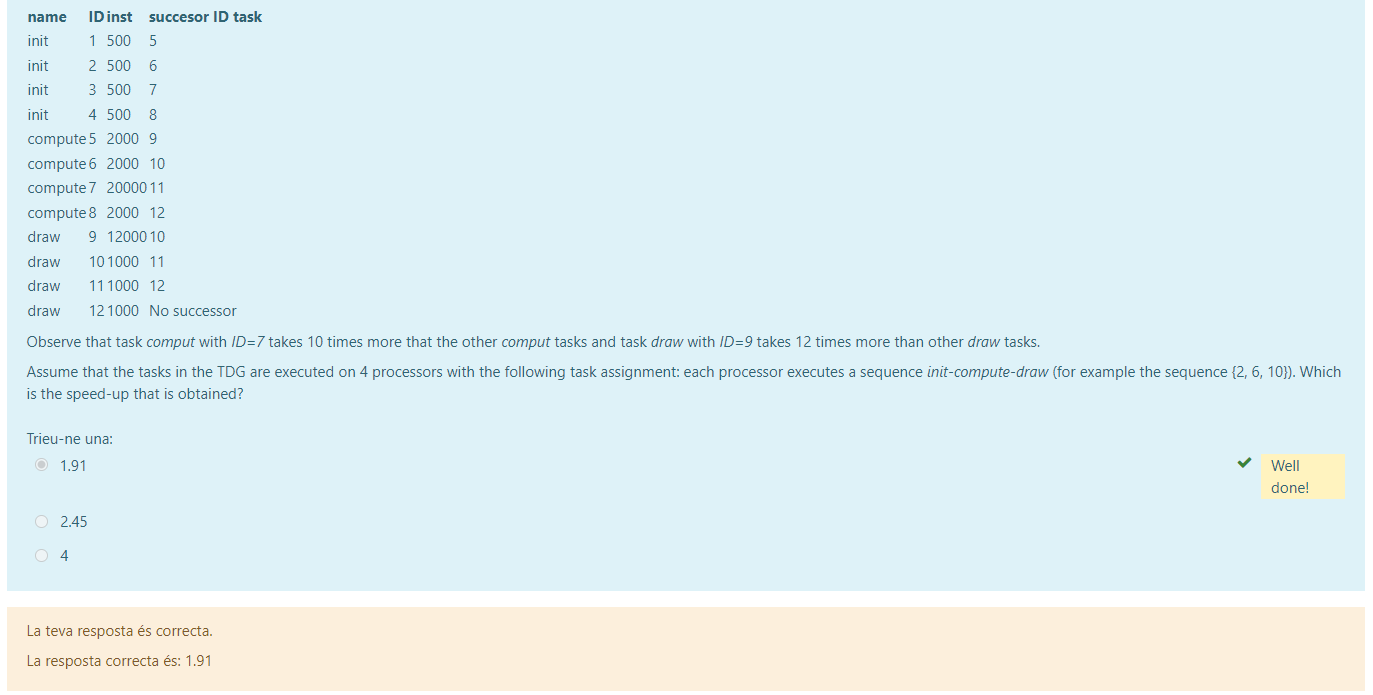 name ID inst succesor ID task
init 1 500 5
init 2 500 6
init 3 500 7
init 4 500 8
compute 5 2000 9
compute 6 2000 10
compute 7 20000 11
compute 8 2000 12
draw 9 12000 10
draw 10 1000 11
draw 11 1000 12
draw 12 1000 No successor
Observe that task comput with ID=7 takes 10 times more that the other comput tasks and task draw with ID=9 takes 12 times more than other draw tasks.
Assume that the tasks in the TDG are executed on 4 processors with the following task assignment: each processor executes a sequence init-compute-draw (for example the sequence {2, 6, 10}). Which
is the speed-up that is obtained?
Trieu-ne una:
1.91
Well
done!
2.45
4
La teva resposta és correcta.
La resposta correcta és: 1.91